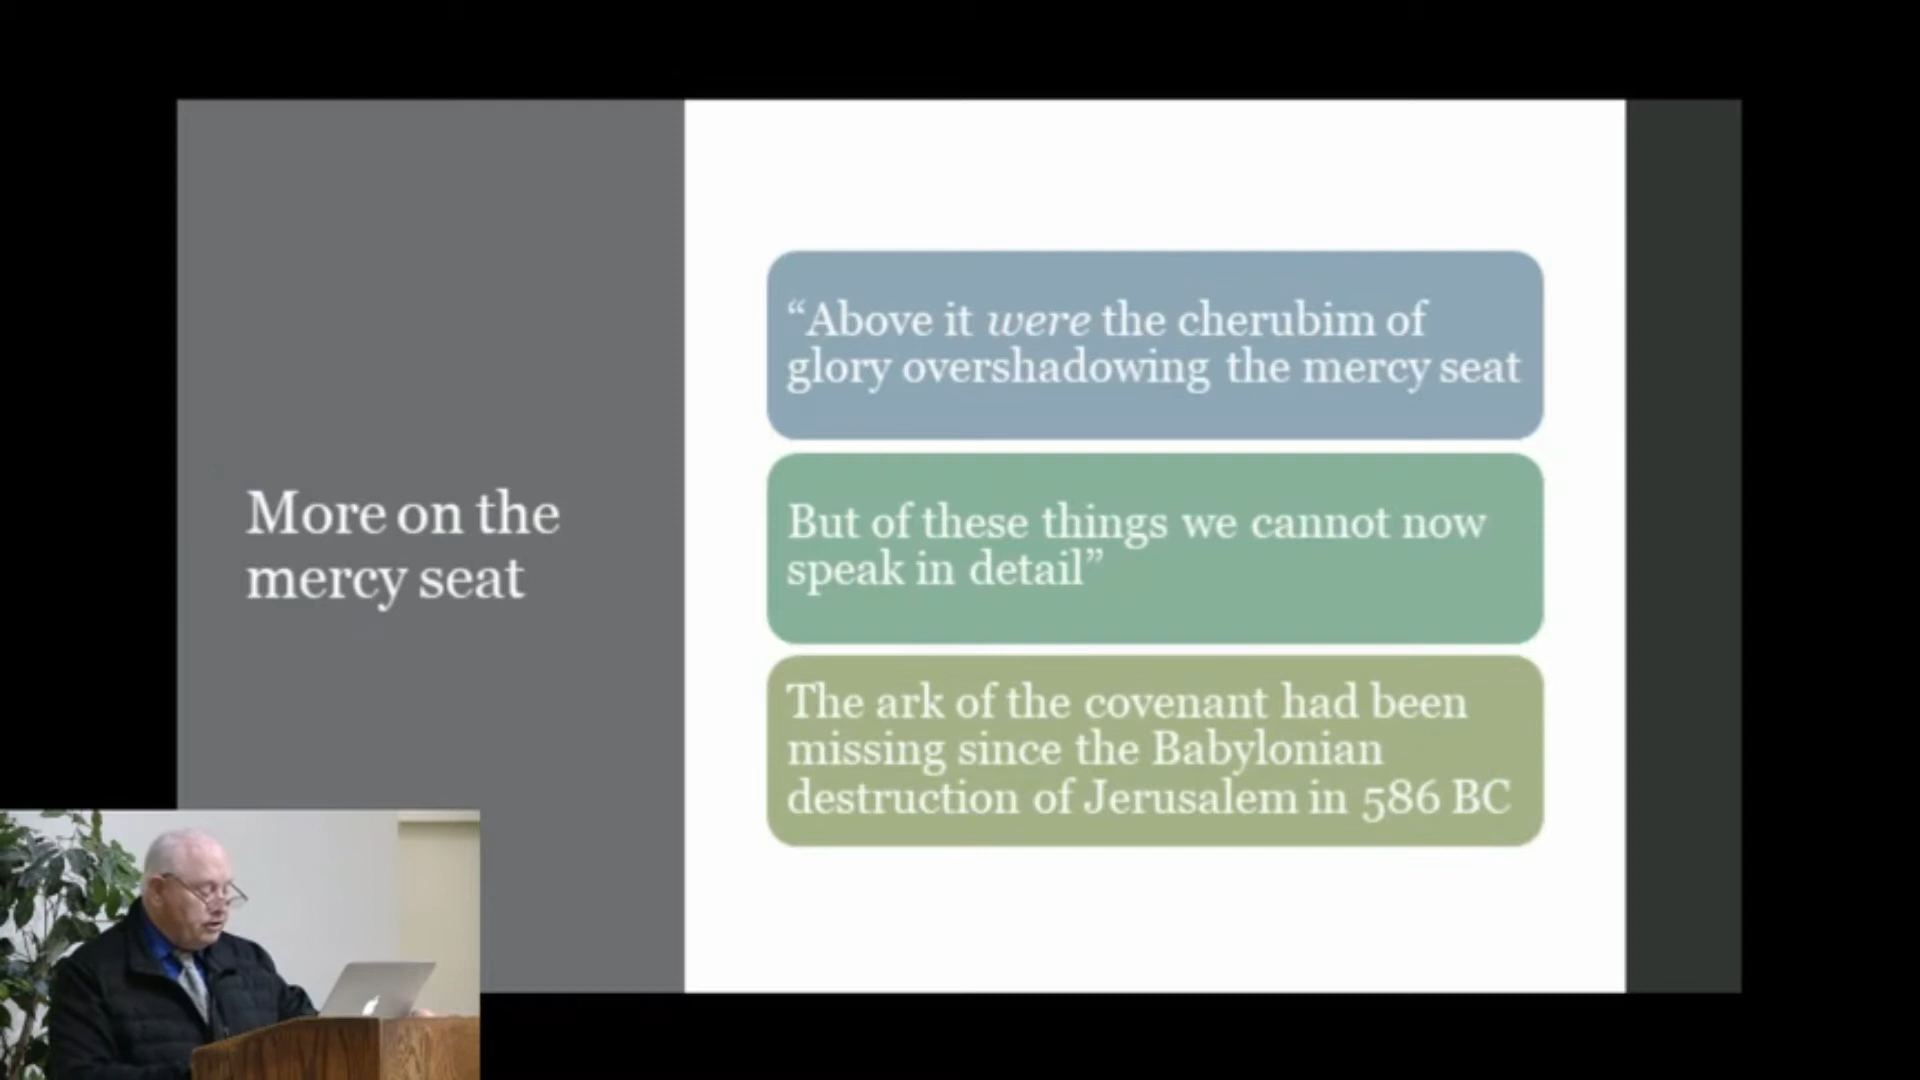 More on the
mercy seat
“Above it were the cherubim of
glory overshadowing the mercy seat
But of these things we cannot now
speak in detail”
The ark of the covenant had been
missing since the Babylonian
destruction of Jerusalem in 586 BC